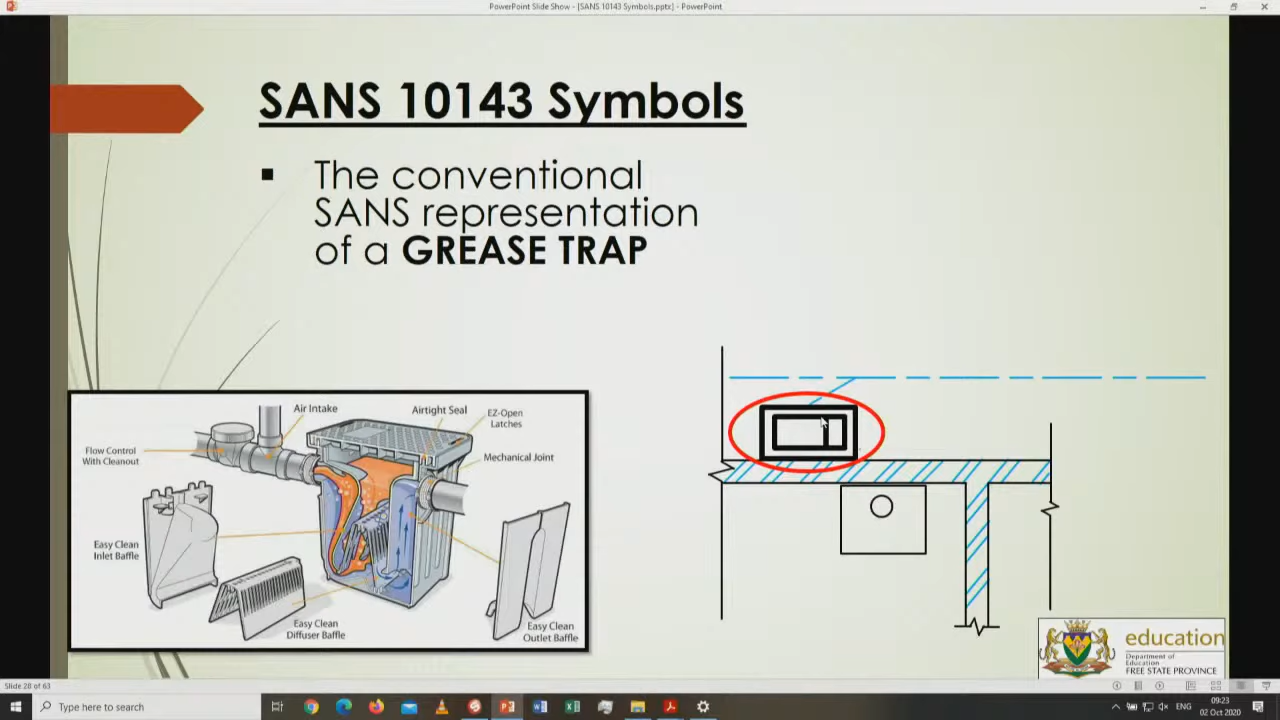 PowerPoint Slide Show - [SANS 10143 Symbols.pptx] - PowerPoint
SANS 10143 Symbols
The conventional
SANS representation
of a GREASE TRAP
Air Intake
Airtight Seal
EZ-Open
Latches
Flow Control
With Cleanout
Mechanical Joint
Easy Clean
Inlet Baffle
Easy Clean
Diffuser Baffle
Easy Clean
Outlet Baffle
education
Department of
Education
FREE STATE PROVINCE
Slide 28 of 63
Type here to search
ENG
09:23
02 Oct 2020